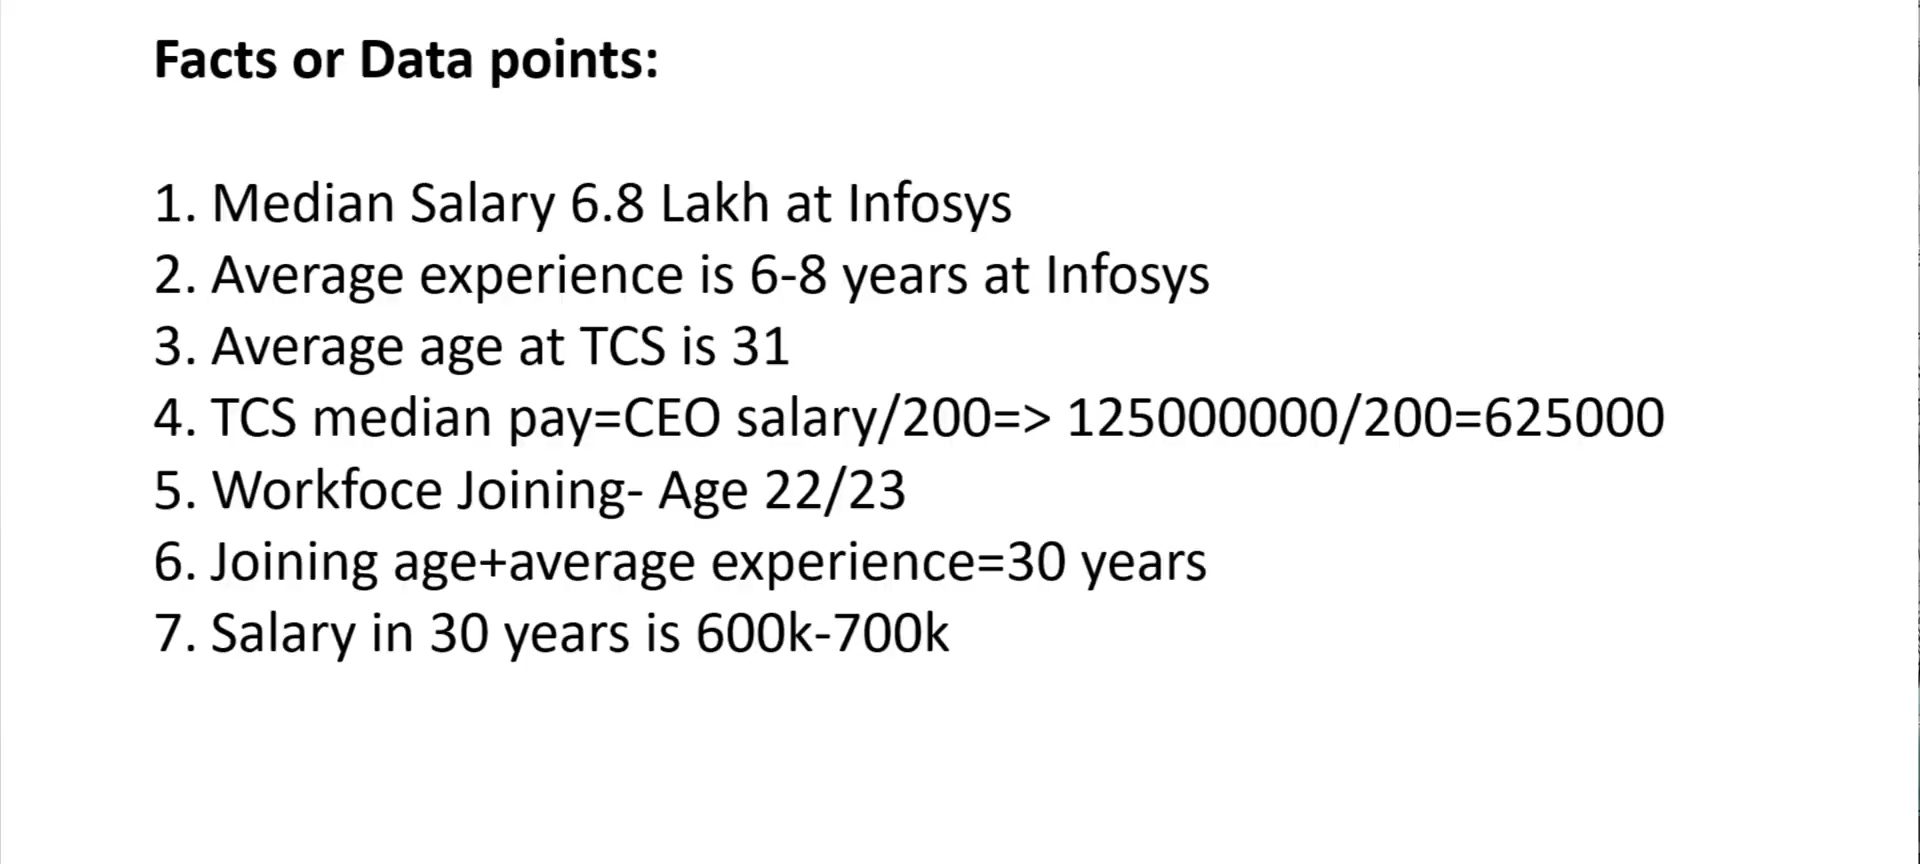 Facts or Data points:
1. Median Salary 6.8 Lakh at Infosys
2. Average experience is 6-8 years at Infosys
3. Average age at TCS is 31
4. TCS median pay=CEO salary/200=> 125000000/200=625000
5. Workfoce Joining- Age 22/23
6. Joining age+average experience=30 years
7. Salary in 30 years is 600k-700k